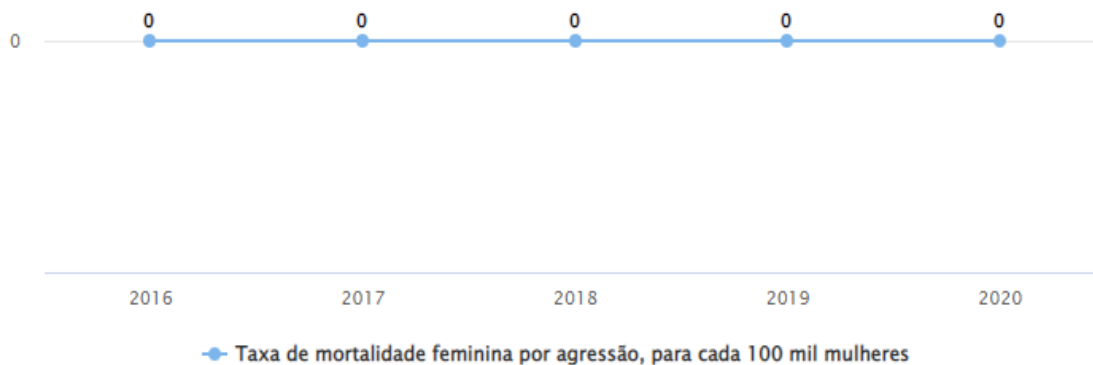 0 0 0 0 0
0
2016 2017 2018 2019 2020
Taxa de mortalidade feminina por agressão, para cada 100 mil mulheres